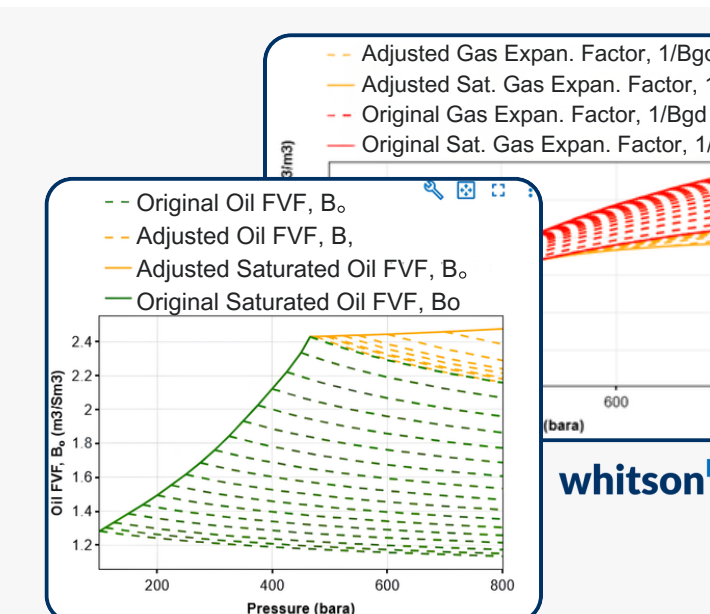 Adjusted Gas Expan. Factor, 1/Bgd
Adjusted Sat. Gas Expan. Factor, 1
Original Gas Expan. Factor, 1/Bgd
Original Sat. Gas Expan. Factor, 1/
3/m3)
600
(bara)
Original Oil FVF, Bₒ
Adjusted Oil FVF, B,
Adjusted Saturated Oil FVF, Bₒ
Original Saturated Oil FVF, Bo
Oil FVF, Bₒ (m3/Sm3)
2.4
2.2
2
1.8
1.6
1.4
1.2
200 400 600 800
Pressure (bara)
whitson